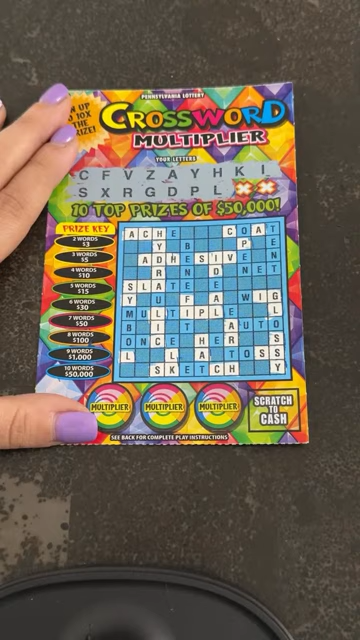 PENNSYLVANIA LOTTERY
N UP
O 10X
THE
PRIZE!
CROSSWORD
MULTIPLIER
YOUR LETTERS
C F V Z A Y H K I
S X R G D P L
10 TOP PRIZES OF $50,000!
PRIZE KEY
2 WORDS
$3
3 WORDS
$5
4 WORDS
$10
5 WORDS
$15
6 WORDS
$30
7 WORDS
$50
8 WORDS
$100
9 WORDS
$1,000
10 WORDS
$50,000
ACHE COAT
ADHESIVE
NET
SLATE
WIG
MULTIPLE
AUTO
ONCE HER
TOSS
SKETCH
MULTIPLIER MULTIPLIER MULTIPLIER
SCRATCH
TO
CASH
SEE BACK FOR COMPLETE PLAY INSTRUCTIONS